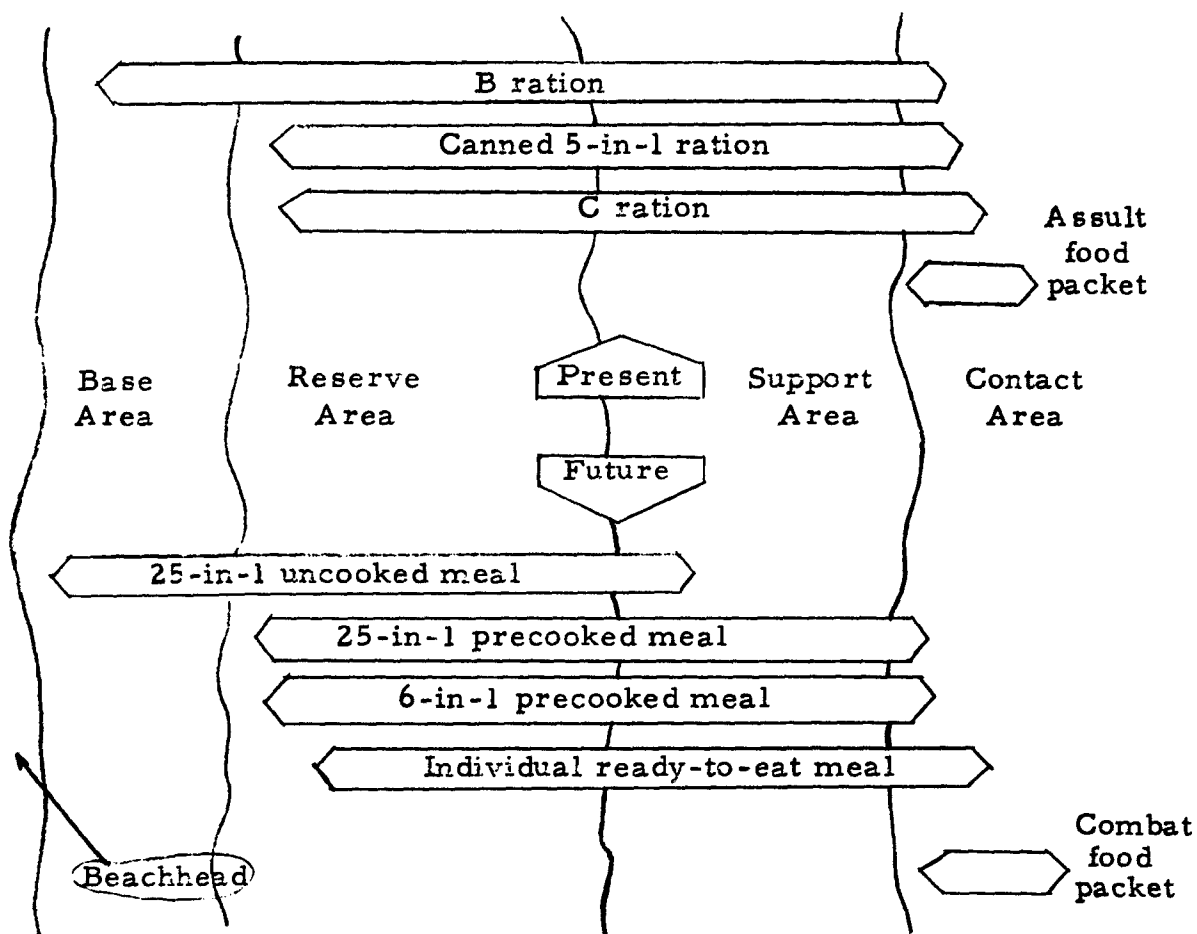 B ration
Canned 5-in-1 ration
C ration
Assult
food
packet
Base
Area
Reserve
Area
Present
Support
Area
Contact
Area
Future
25-in-1 uncooked meal
25-in-1 precooked meal
6-in-1 precooked meal
Individual ready-to-eat meal
Beachhead
Combat
food
packet